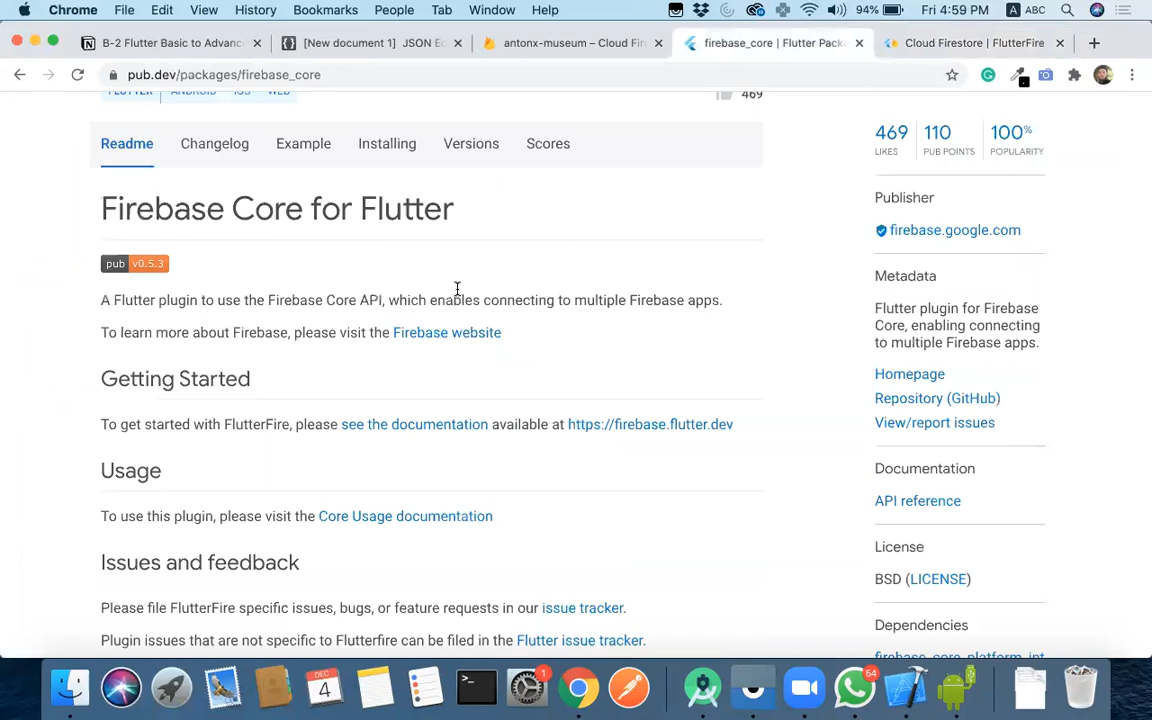 Chrome File Edit View History Bookmarks People Tab Window Help 94% Fri 4:59 PM A ABC
B-2 Flutter Basic to Advanc
[New document 1] JSON Ec
antonx-museum – Cloud Fir
firebase_core | Flutter Pack
Cloud Firestore | FlutterFire
pub.dev/packages/firebase_core
FLUTTER ANDROID IOS WEB
469
Readme Changelog Example Installing Versions Scores
Firebase Core for Flutter
pub v0.5.3
A Flutter plugin to use the Firebase Core API, which enables connecting to multiple Firebase apps.
To learn more about Firebase, please visit the Firebase website
Getting Started
To get started with FlutterFire, please see the documentation available at https://firebase.flutter.dev
Usage
To use this plugin, please visit the Core Usage documentation
Issues and feedback
Please file FlutterFire specific issues, bugs, or feature requests in our issue tracker.
Plugin issues that are not specific to Flutterfire can be filed in the Flutter issue tracker.
469 110 100%
LIKES PUB POINTS POPULARITY
Publisher
firebase.google.com
Metadata
Flutter plugin for Firebase
Core, enabling connecting
to multiple Firebase apps.
Homepage
Repository (GitHub)
View/report issues
Documentation
API reference
License
BSD (LICENSE)
Dependencies
firebase_core_platform_int
DEC
4
1
64